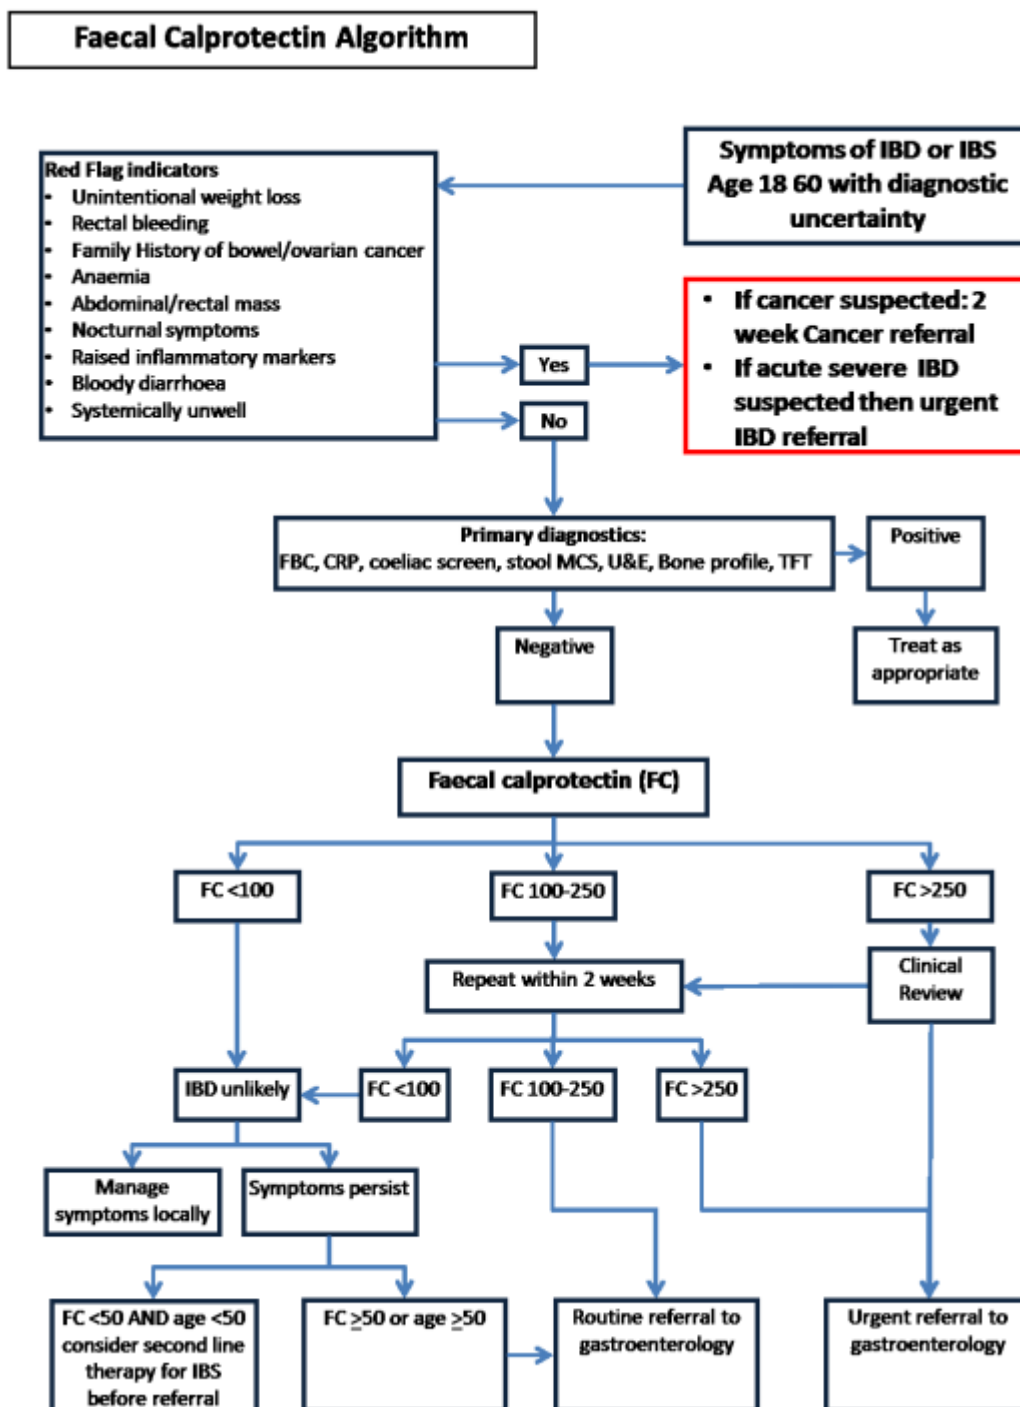 Faecal Calprotectin Algorithm
Symptoms of IBD or IBS
Age 18 60 with diagnostic
uncertainty
Red Flag indicators
• Unintentional weight loss
• Rectal bleeding
• Family History of bowel/ovarian cancer
• Anaemia
• Abdominal/rectal mass
• Nocturnal symptoms
• Raised inflammatory markers
• Bloody diarrhoea
• Systemically unwell
Yes
No
• If cancer suspected: 2
week Cancer referral
• If acute severe IBD
suspected then urgent
IBD referral
Primary diagnostics:
FBC, CRP, coeliac screen, stool MCS, U&E, Bone profile, TFT
Positive
Negative
Treat as
appropriate
Faecal calprotectin (FC)
FC <100
FC 100-250
FC >250
Repeat within 2 weeks
Clinical
Review
IBD unlikely
FC <100
FC 100-250
FC >250
Manage
symptoms locally
Symptoms persist
FC <50 AND age <50
consider second line
therapy for IBS
before referral
FC ≥50 or age ≥50
Routine referral to
gastroenterology
Urgent referral to
gastroenterology